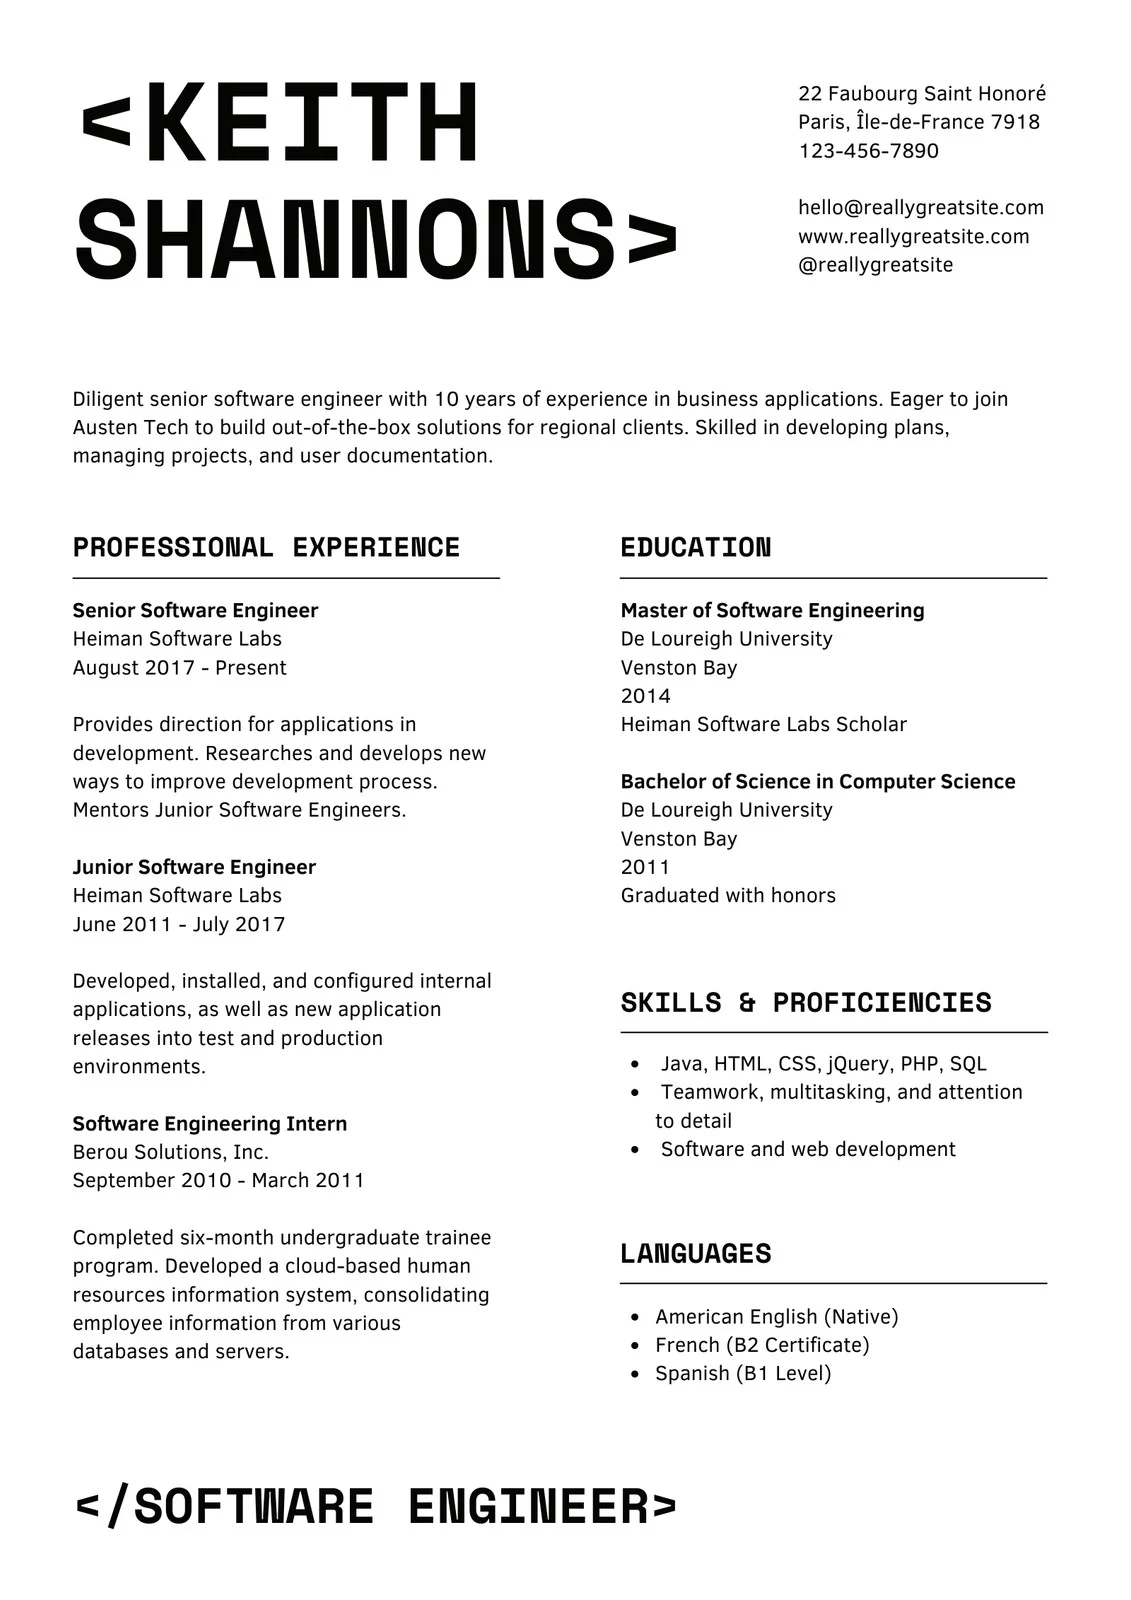 <KEITH
SHANNONS>
22 Faubourg Saint Honoré
Paris, Île-de-France 7918
123-456-7890
hello@reallygreatsite.com
www.reallygreatsite.com
@reallygreatsite
Diligent senior software engineer with 10 years of experience in business applications. Eager to join
Austen Tech to build out-of-the-box solutions for regional clients. Skilled in developing plans,
managing projects, and user documentation.
PROFESSIONAL EXPERIENCE
Senior Software Engineer
Heiman Software Labs
August 2017 - Present
Provides direction for applications in
development. Researches and develops new
ways to improve development process.
Mentors Junior Software Engineers.
Junior Software Engineer
Heiman Software Labs
June 2011 - July 2017
Developed, installed, and configured internal
applications, as well as new application
releases into test and production
environments.
Software Engineering Intern
Berou Solutions, Inc.
September 2010 - March 2011
Completed six-month undergraduate trainee
program. Developed a cloud-based human
resources information system, consolidating
employee information from various
databases and servers.
EDUCATION
Master of Software Engineering
De Loureigh University
Venston Bay
2014
Heiman Software Labs Scholar
Bachelor of Science in Computer Science
De Loureigh University
Venston Bay
2011
Graduated with honors
SKILLS & PROFICIENCIES
• Java, HTML, CSS, jQuery, PHP, SQL
• Teamwork, multitasking, and attention
to detail
• Software and web development
LANGUAGES
• American English (Native)
• French (B2 Certificate)
• Spanish (B1 Level)
</SOFTWARE ENGINEER>